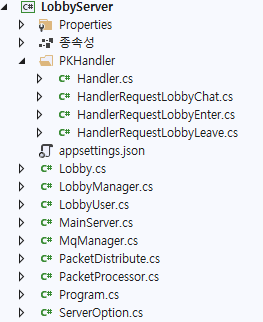 LobbyServer
Properties
종속성
PKHandler
Handler.cs
HandlerRequestLobbyChat.cs
HandlerRequestLobbyEnter.cs
HandlerRequestLobbyLeave.cs
appsettings.json
Lobby.cs
LobbyManager.cs
LobbyUser.cs
MainServer.cs
MqManager.cs
PacketDistribute.cs
PacketProcessor.cs
Program.cs
ServerOption.cs